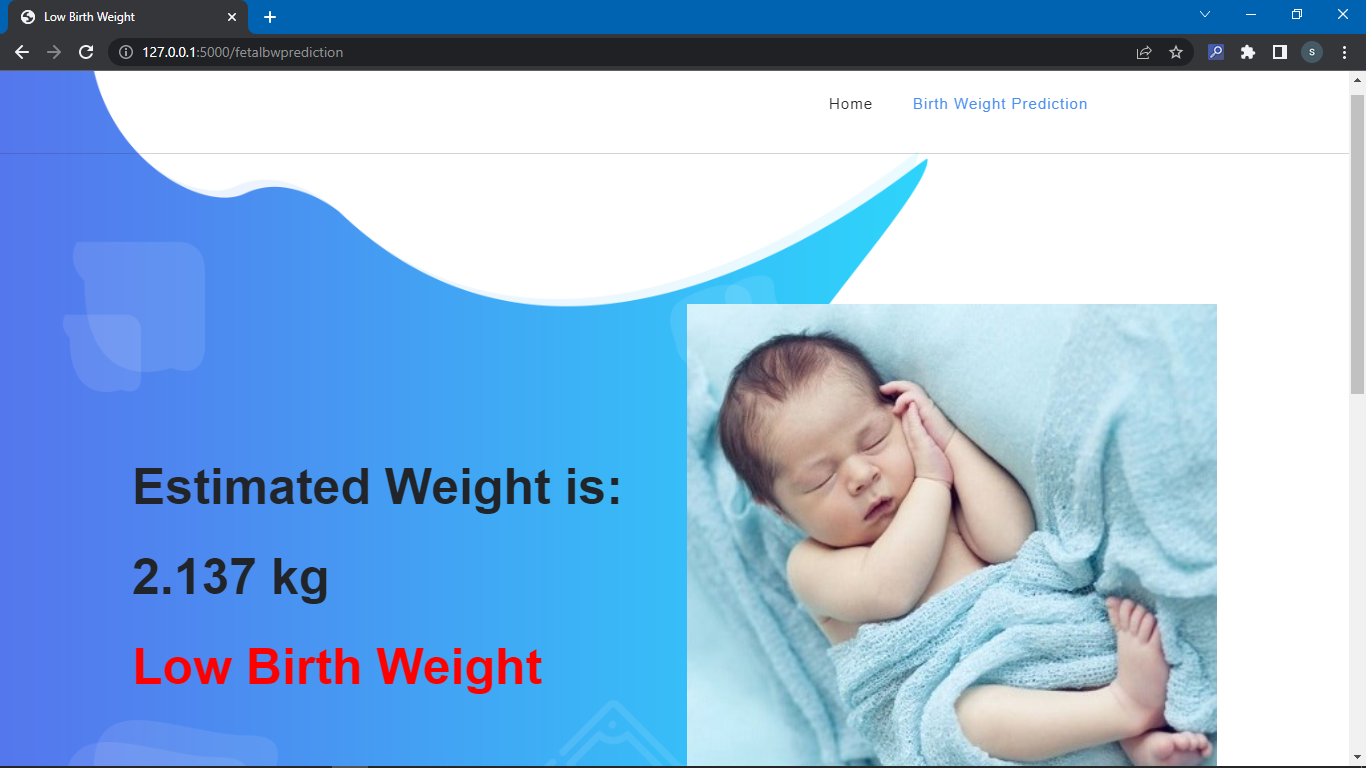 Low Birth Weight
127.0.0.1:5000/fetalbwprediction
s
Home Birth Weight Prediction
Estimated Weight is:
2.137 kg
Low Birth Weight